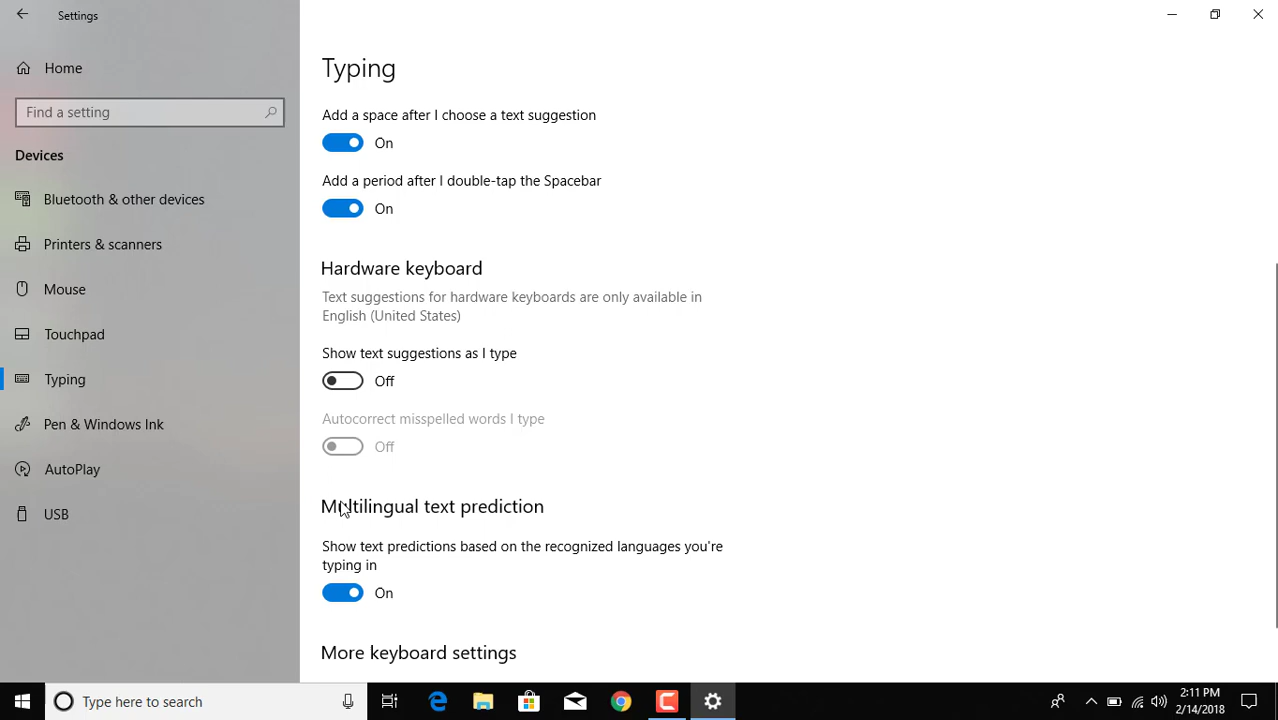 Settings
Home
Find a setting
Devices
Bluetooth & other devices
Printers & scanners
Mouse
Touchpad
Typing
Pen & Windows Ink
AutoPlay
USB
Typing
Add a space after I choose a text suggestion
On
Add a period after I double-tap the Spacebar
On
Hardware keyboard
Text suggestions for hardware keyboards are only available in
English (United States)
Show text suggestions as I type
Off
Autocorrect misspelled words I type
Off
Multilingual text prediction
Show text predictions based on the recognized languages you're
typing in
On
More keyboard settings
Type here to search
2:11 PM
2/14/2018